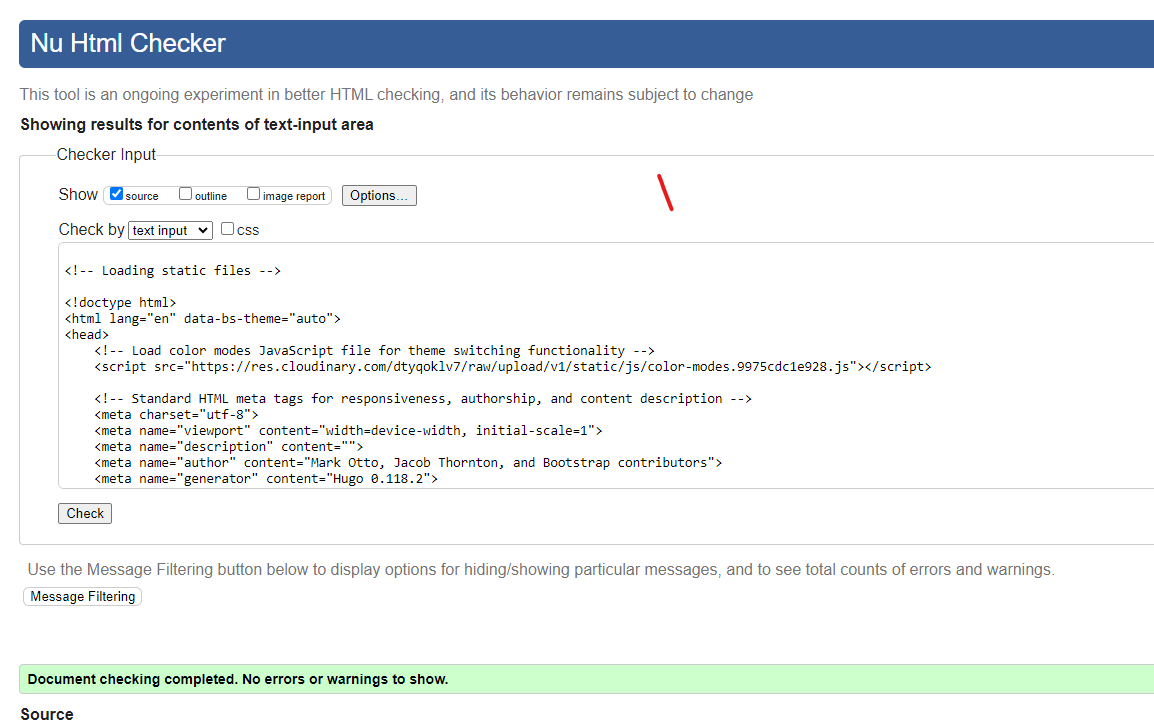 Nu Html Checker
This tool is an ongoing experiment in better HTML checking, and its behavior remains subject to change
Showing results for contents of text-input area
Checker Input
Show source outline image report Options...
Check by text input css
<!-- Loading static files -->
<!doctype html>
<html lang="en" data-bs-theme="auto">
<head>
    <!-- Load color modes JavaScript file for theme switching functionality -->
    <script src="https://res.cloudinary.com/dtyqoklv7/raw/upload/v1/static/js/color-modes.9975cdc1e928.js"></script>
    <!-- Standard HTML meta tags for responsiveness, authorship, and content description -->
    <meta charset="utf-8">
    <meta name="viewport" content="width=device-width, initial-scale=1">
    <meta name="description" content="">
    <meta name="author" content="Mark Otto, Jacob Thornton, and Bootstrap contributors">
    <meta name="generator" content="Hugo 0.118.2">
Check
Use the Message Filtering button below to display options for hiding/showing particular messages, and to see total counts of errors and warnings.
Message Filtering
Document checking completed. No errors or warnings to show.
Source